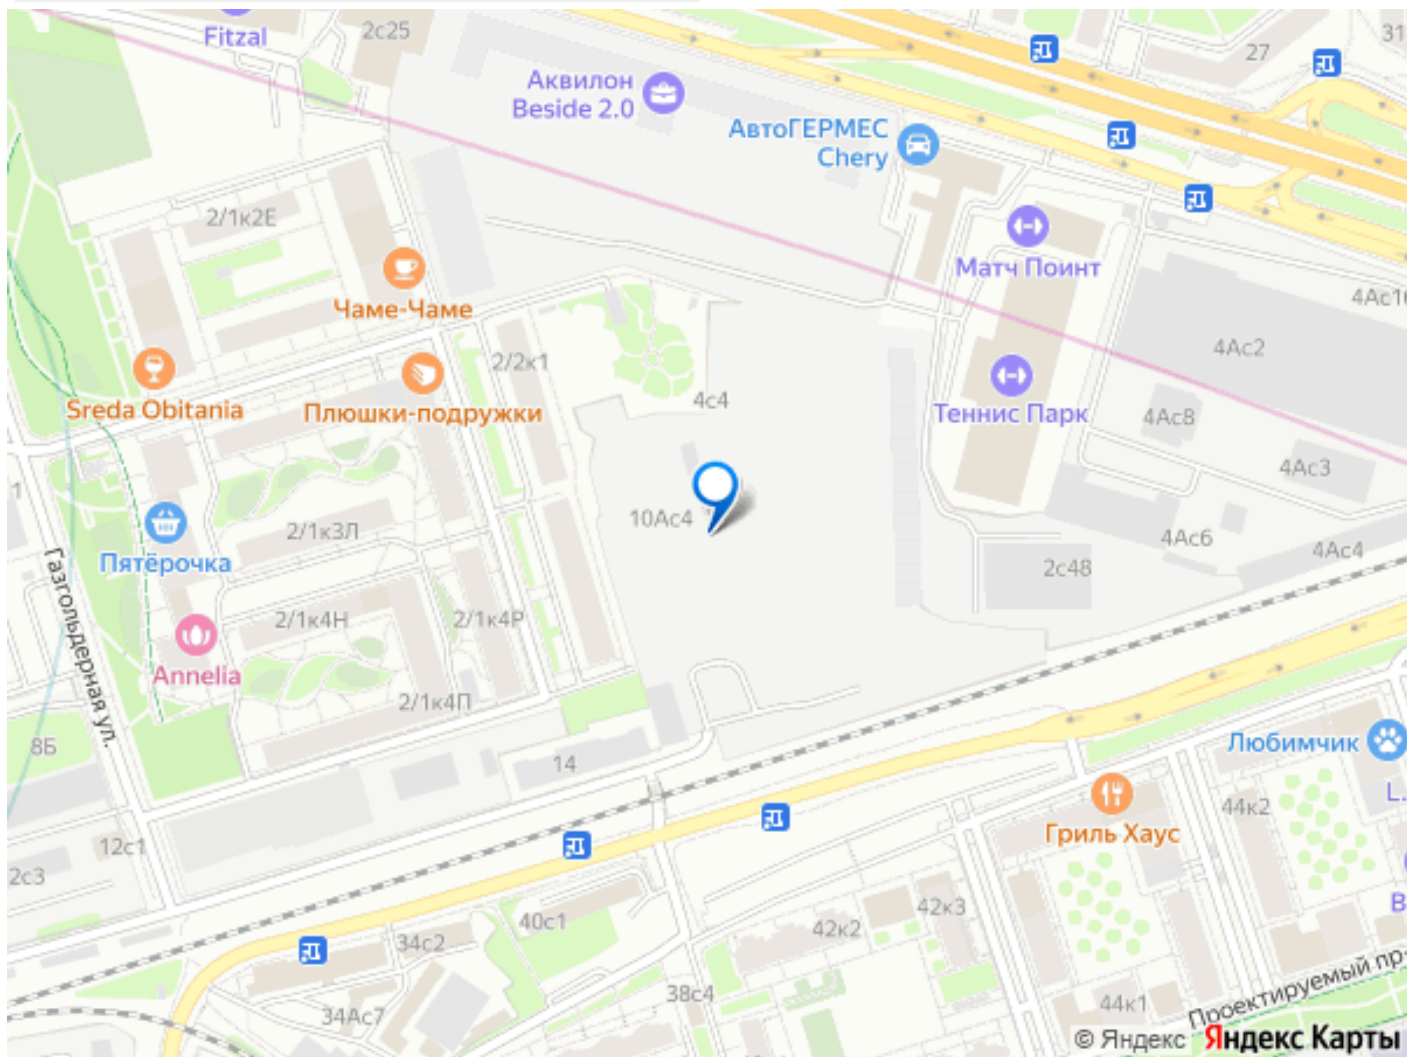 Fitzal
2с25
27
31
Аквилон
Beside 2.0
АвтоГЕРМЕС
Chery
2/1к2Е
Матч Поинт
4Ас16
Чаме-Чаме
4Ас2
2/2к1
Sreda Obitania
Плюшки-подружки
4с4
Теннис Парк
4Ас8
4Ас3
1
10Ас4
2/1к3Л
4Ас6
4Ас4
Пятёрочка
2с48
Газгольдерная ул.
2/1к4Н
2/1к4Р
Annelia
2/1к4П
8Б
14
Любимчик
L.
44к2
Гриль Хаус
12с1
2с3
40с1
42к3
42к2
34с2
В
38с4
44к1
Проектируемый пр-
34Ас7
© Яндекс Яндекс Карты